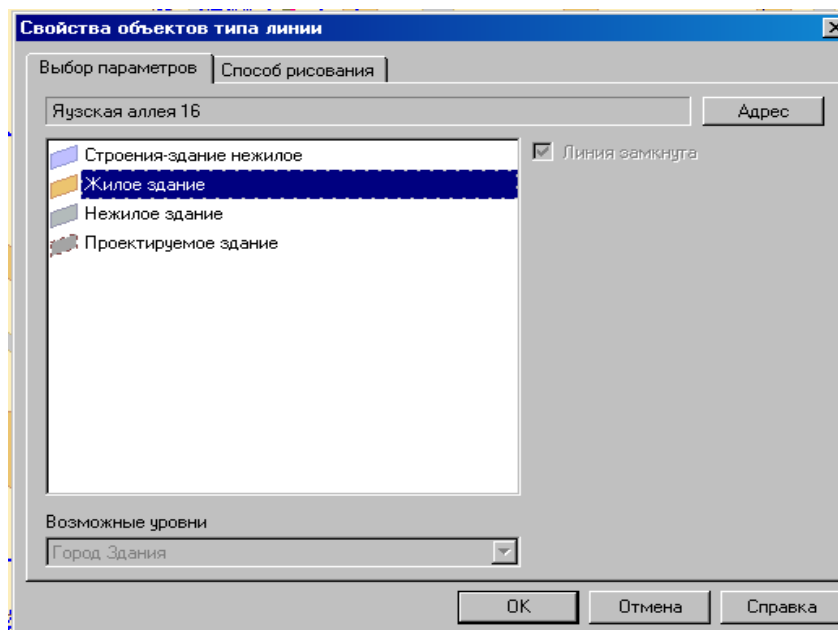 Свойства объектов типа линии
Выбор параметров
Способ рисования
Яузская аллея 16
Адрес
Строения-здание нежилое
Линия замкнута
Жилое здание
Нежилое здание
Проектируемое здание
Возможные уровни
Город Здания
OK
Отмена
Справка